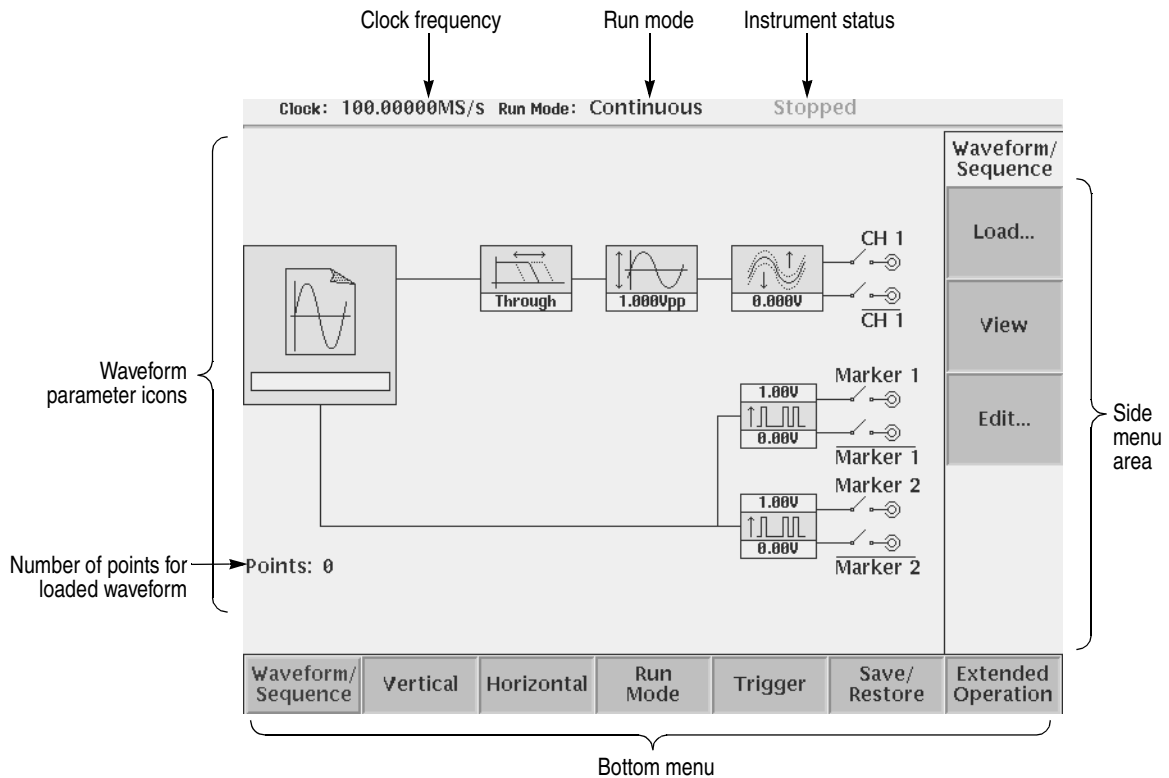 Clock frequency
Run mode
Instrument status
Clock: 100.00000MS/s Run Mode: Continuous Stopped
Waveform/
Sequence
Load...
View
Edit...
Through
1.000Vpp
0.000V
CH 1
CH 1
Marker 1
1.00V
0.00V
Marker 1
Marker 2
1.00V
0.00V
Marker 2
Waveform
parameter icons
Side
menu
area
Number of points for
loaded waveform
Points: 0
Waveform/
Sequence
Vertical
Horizontal
Run
Mode
Trigger
Save/
Restore
Extended
Operation
Bottom menu